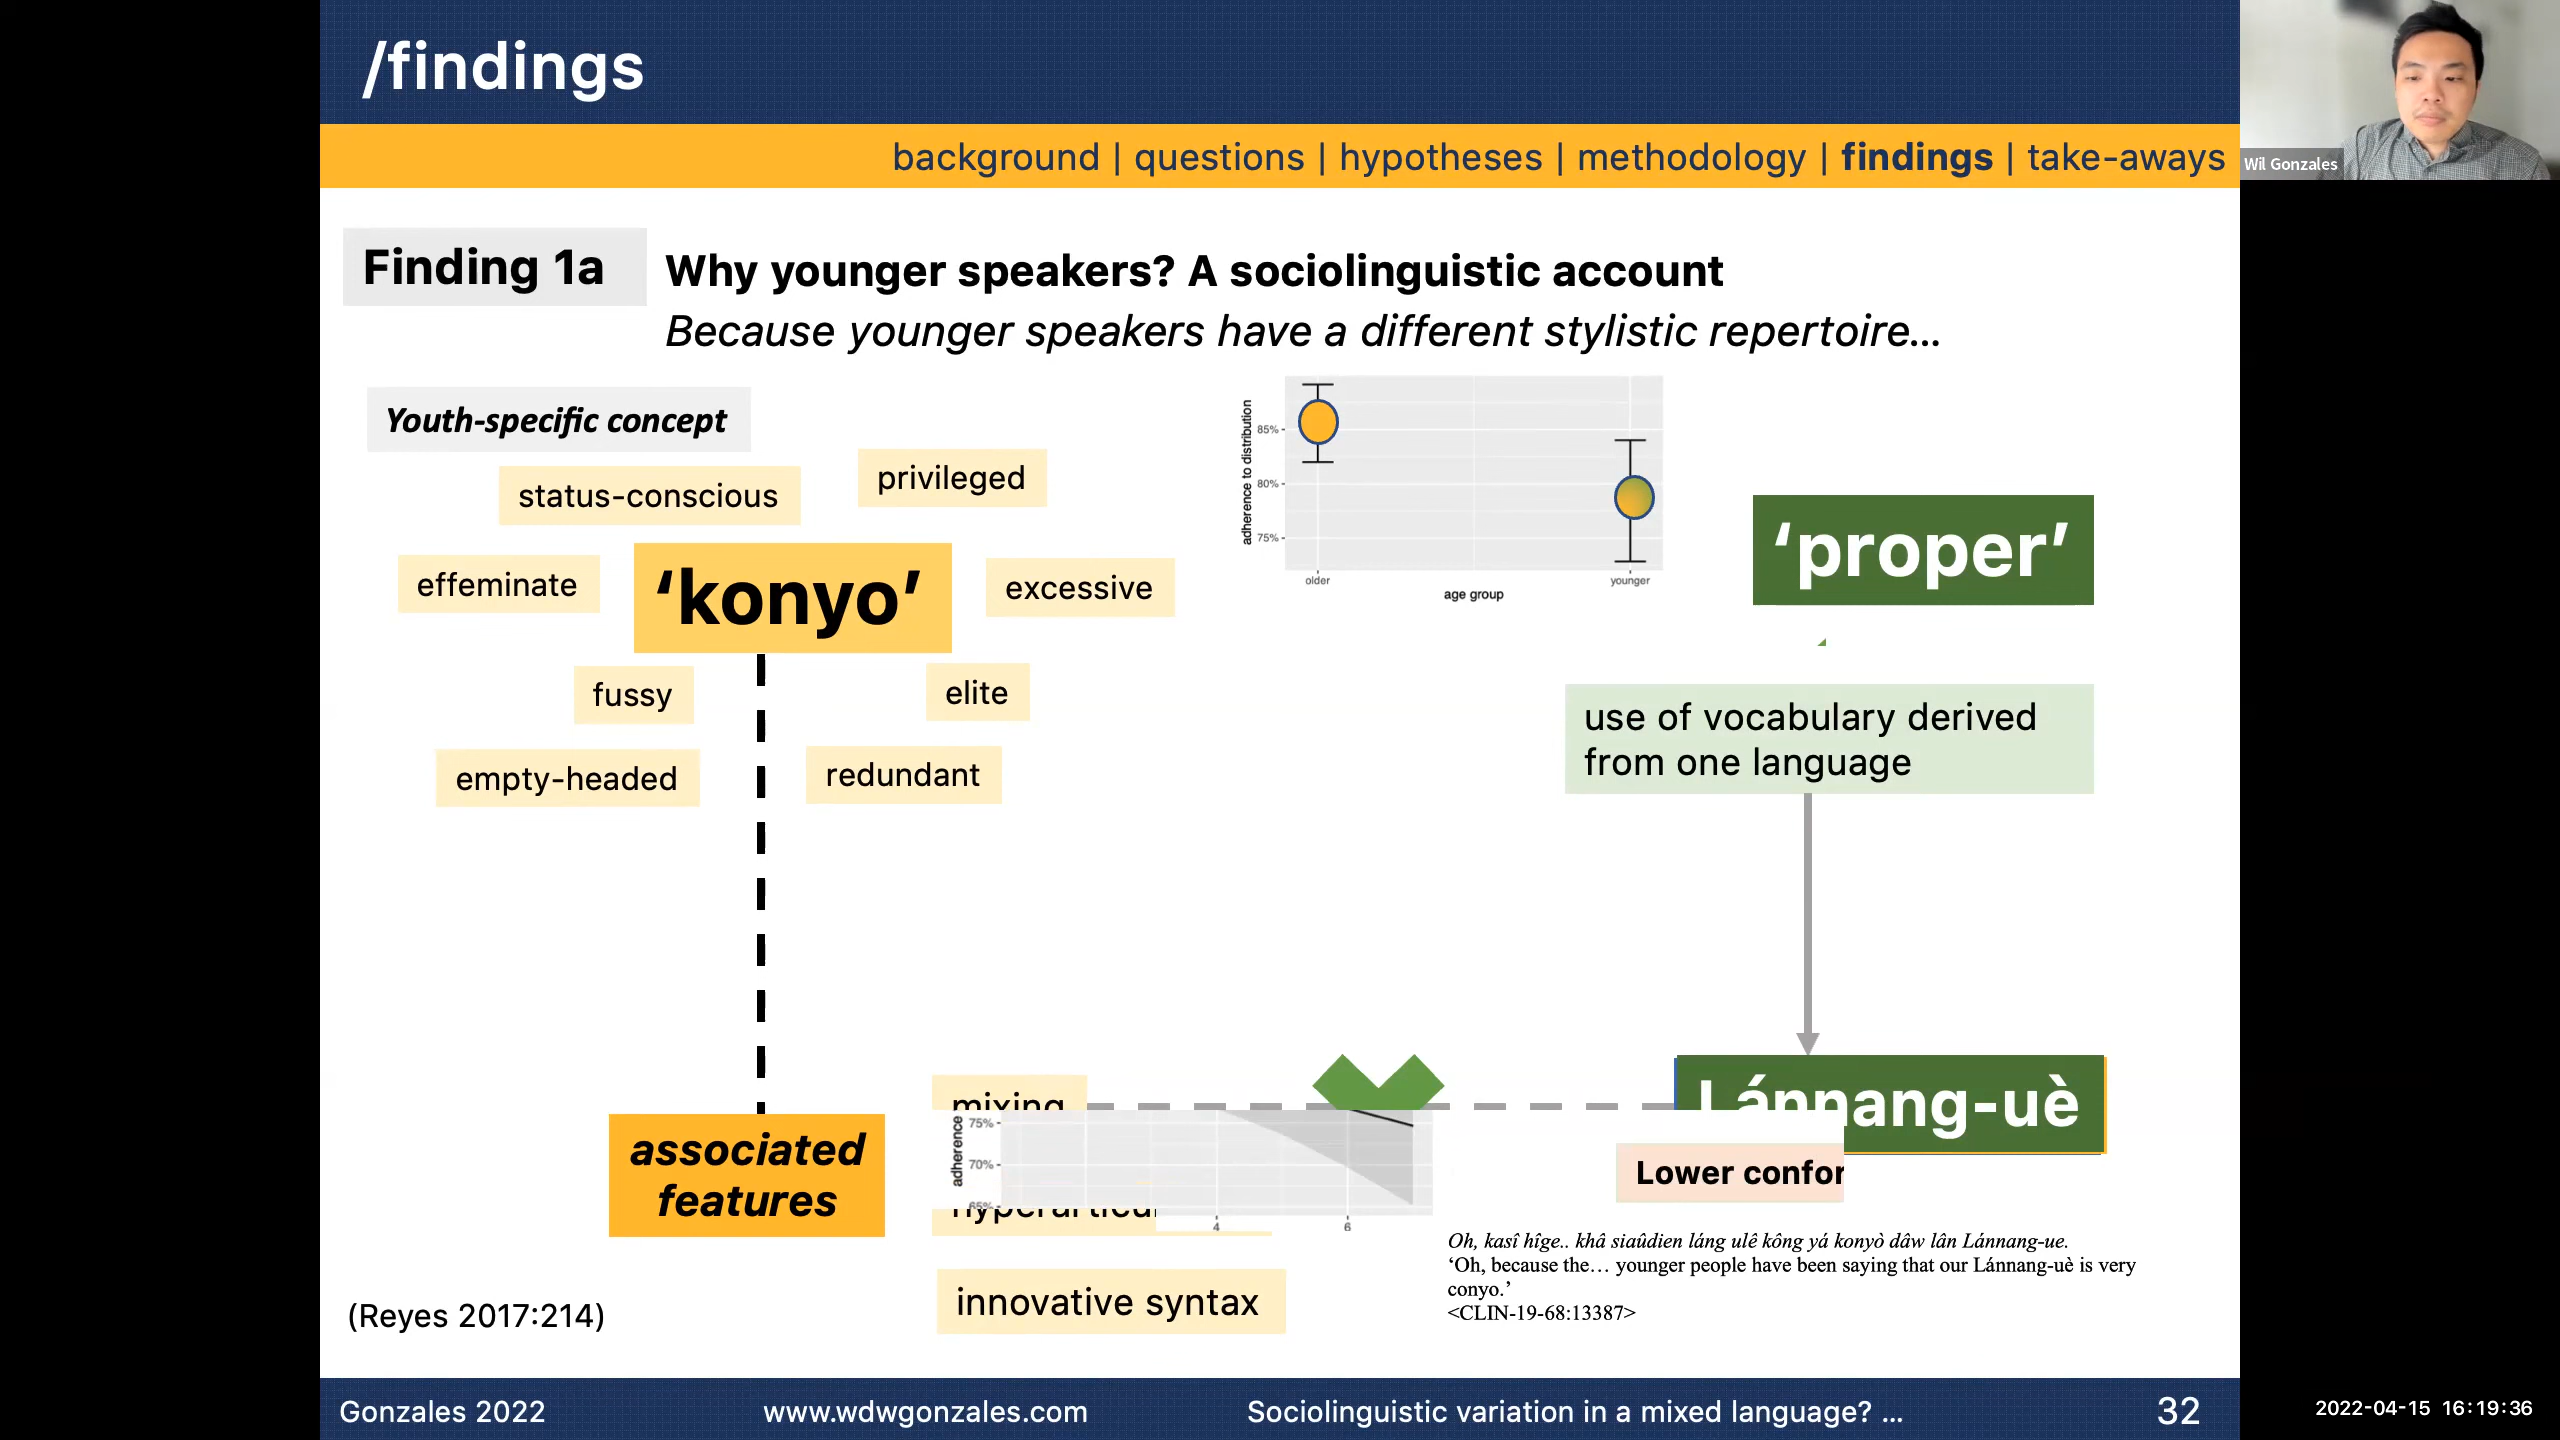 /findings
background | questions | hypotheses | methodology | findings | take-aways
Wil Gonzales
Finding 1a
Why younger speakers? A sociolinguistic account
Because younger speakers have a different stylistic repertoire...
Youth-specific concept
status-conscious
privileged
effeminate
‘konyo’
excessive
fussy
elite
empty-headed
redundant
adherence to distribution
85%
80%
75%
older
younger
age group
‘proper’
use of vocabulary derived
from one language
mixing
Lánnang-uè
associated
features
adherence
75%
70%
65%
4
6
Lower
innovative syntax
Oh, kasî hîge.. khâ siaûdien láng ulê kông yá konyò dâw lân Lánnang-ue.
‘Oh, because the… younger people have been saying that our Lánnang-uè is very
conyo.’
<CLIN-19-68:13387>
(Reyes 2017:214)
Gonzales 2022
www.wdwgonzales.com
Sociolinguistic variation in a mixed language? ...
32
2022-04-15 16:19:36